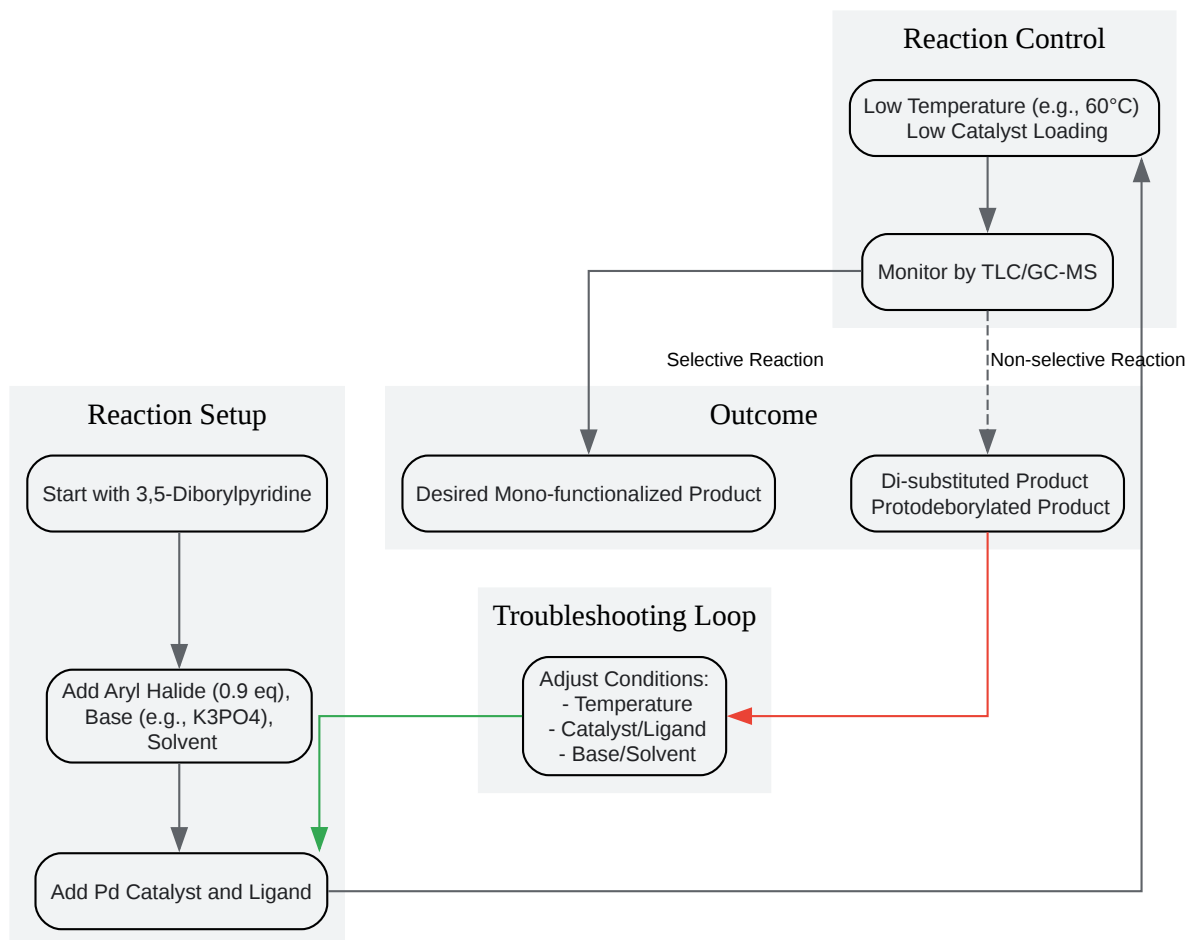 Reaction Control
Low Temperature (e.g., 60°C)
Low Catalyst Loading
Monitor by TLC/GC-MS
Selective Reaction
Non-selective Reaction
Reaction Setup
Start with 3,5-Diborylpyridine
Add Aryl Halide (0.9 eq),
Base (e.g., K3PO4),
Solvent
Add Pd Catalyst and Ligand
Outcome
Desired Mono-functionalized Product
Di-substituted Product
Protodeborylated Product
Troubleshooting Loop
Adjust Conditions:
- Temperature
- Catalyst/Ligand
- Base/Solvent